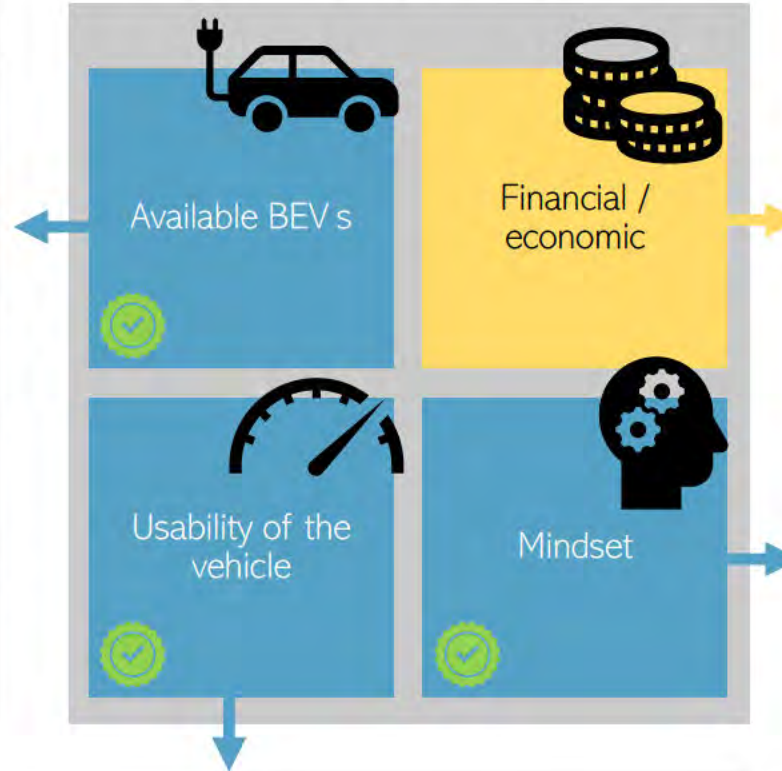 Available BEV s
Financial /
economic
Usability of the
vehicle
Mindset